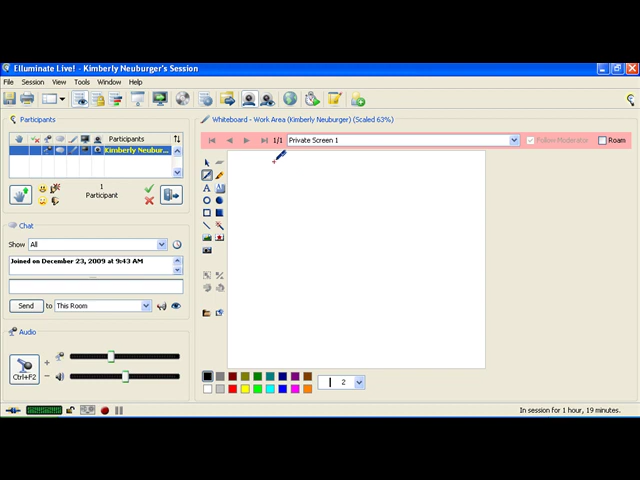 Elluminate Live! - Kimberly Neuburger's Session
File Session View Tools Window Help
Participants
Participants
Kimberly Neubur...
1
Participant
Chat
Show All
Joined on December 23, 2009 at 9:43 AM
Send to This Room
Audio
Ctrl+F2
Whiteboard - Work Area (Kimberly Neuburger) (Scaled 63%)
1/1 Private Screen 1 Follow Moderator Roam
A A
2
In session for 1 hour, 19 minutes.